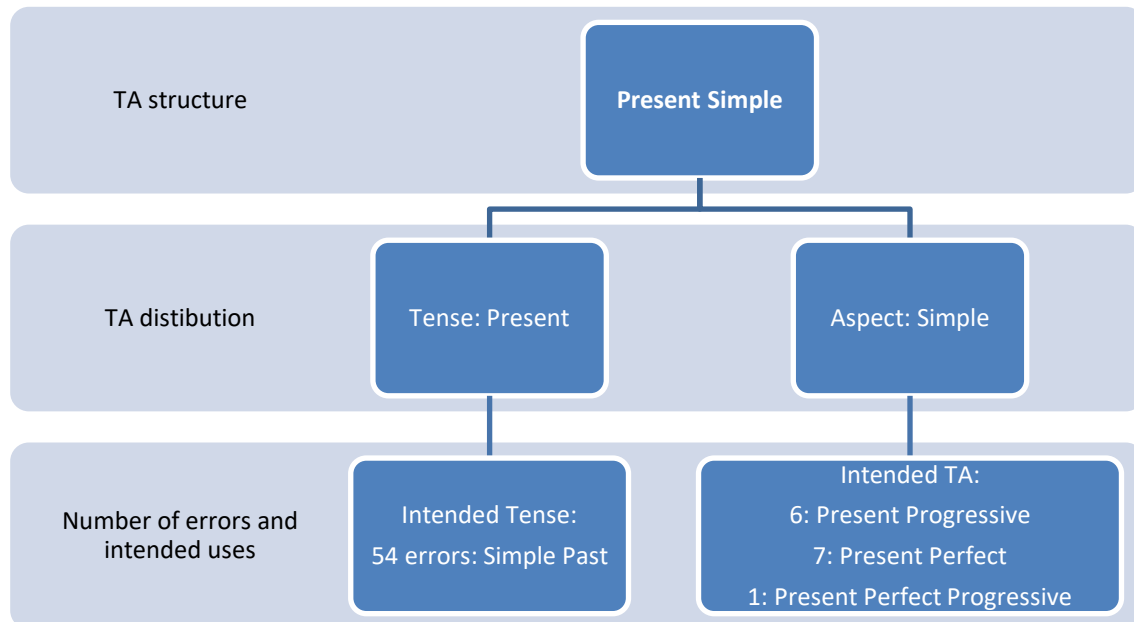 TA structure
Present Simple
TA distibution
Tense: Present
Aspect: Simple
Number of errors and
intended uses
Intended Tense:
54 errors: Simple Past
Intended TA:
6: Present Progressive
7: Present Perfect
1: Present Perfect Progressive